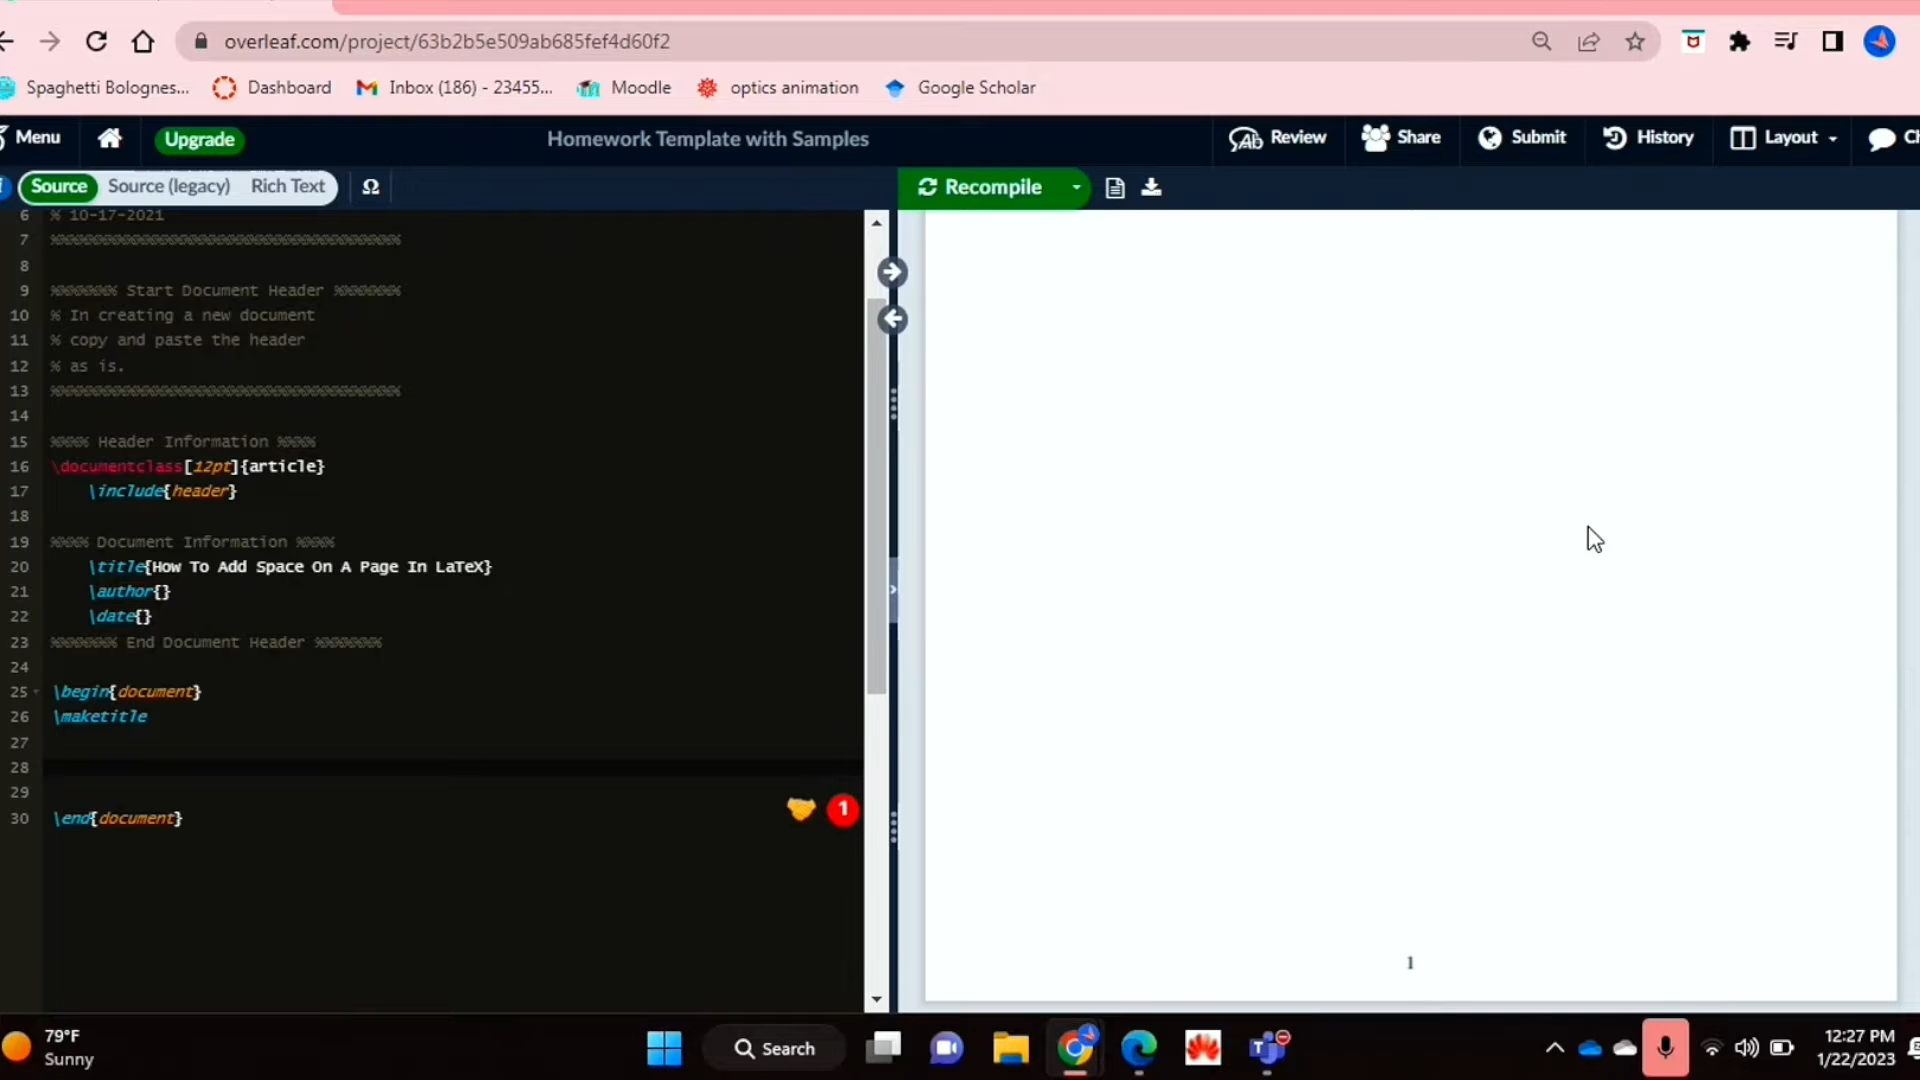 overleaf.com/project/63b2b5e509ab685fef4d60f2
Spaghetti Bolognes... Dashboard Inbox (186) - 23455... Moodle optics animation Google Scholar
Menu Upgrade Homework Template with Samples Review Share Submit History Layout
Source Source (legacy) Rich Text Ω Recompile
6 % 10-17-2021
7 %%%%%%%%%%%%%%%%%%%%%%%%%%%%%%%%%%%%%
8
9 %%%%%%% Start Document Header %%%%%%%
10 % In creating a new document
11 % copy and paste the header
12 % as is.
13 %%%%%%%%%%%%%%%%%%%%%%%%%%%%%%%%%%%%%
14
15 %%%% Header Information %%%%
16 \documentclass[12pt]{article}
17 \include{header}
18
19 %%%% Document Information %%%%
20 \title{How To Add Space On A Page In LaTeX}
21 \author{}
22 \date{}
23 %%%%%%% End Document Header %%%%%%%
24
25 \begin{document}
26 \maketitle
27
28
29
30 \end{document}
1
1
79°F
Sunny
Search
12:27 PM
1/22/2023